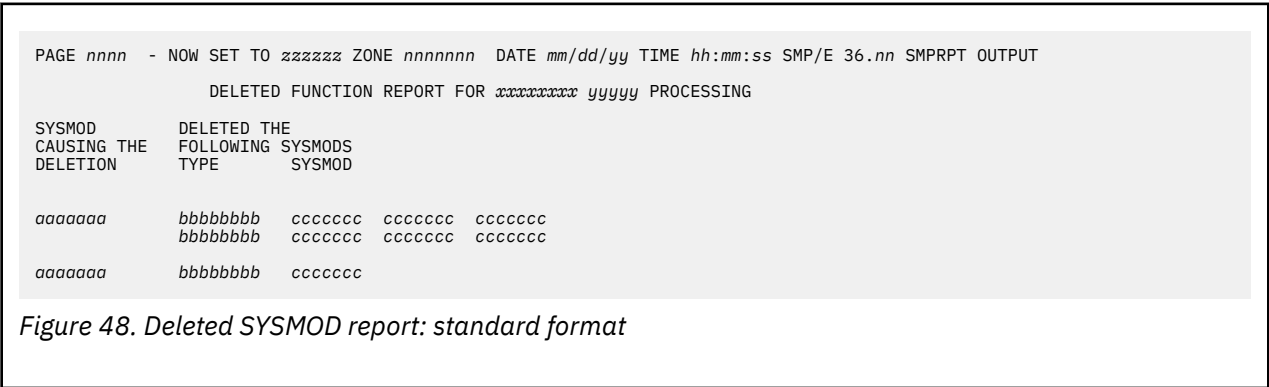 PAGE nnnn - NOW SET TO zzzzzz ZONE nnnnnnn DATE mm/dd/yy TIME hh:mm:ss SMP/E 36.nn SMPRPT OUTPUT
DELETED FUNCTION REPORT FOR xxxxxxxx yyyyy PROCESSING
SYSMOD DELETED THE
CAUSING THE FOLLOWING SYSMODS
DELETION TYPE SYSMOD
aaaaaaa bbbbbbbb ccccccc ccccccc ccccccc
bbbbbbbb ccccccc ccccccc ccccccc
aaaaaaa bbbbbbbb ccccccc
Figure 48. Deleted SYSMOD report: standard format